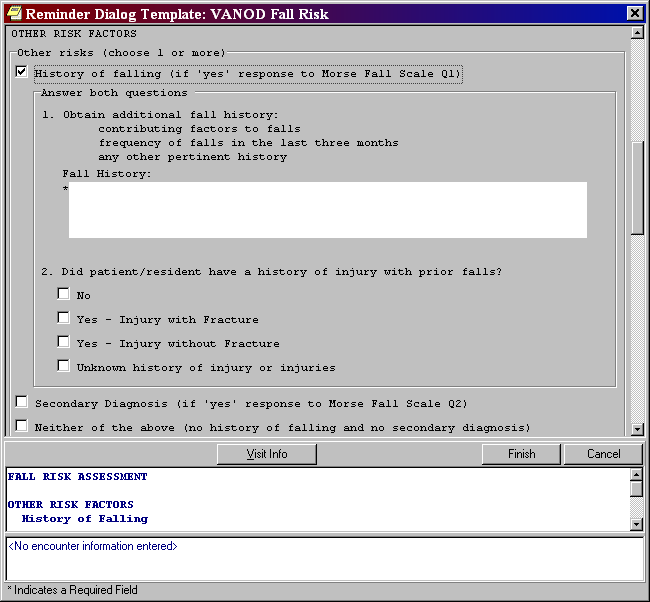 Reminder Dialog Template: VANOD Fall Risk
OTHER RISK FACTORS
Other risks (choose 1 or more)
History of falling (if 'yes' response to Morse Fall Scale Q1)
Answer both questions
1. Obtain additional fall history:
contributing factors to falls
frequency of falls in the last three months
any other pertinent history
Fall History:
*
2. Did patient/resident have a history of injury with prior falls?
No
Yes - Injury with Fracture
Yes - Injury without Fracture
Unknown history of injury or injuries
Secondary Diagnosis (if 'yes' response to Morse Fall Scale Q2)
Neither of the above (no history of falling and no secondary diagnosis)
Visit Info Finish Cancel
FALL RISK ASSESSMENT
OTHER RISK FACTORS
History of Falling
<No encounter information entered>
* Indicates a Required Field